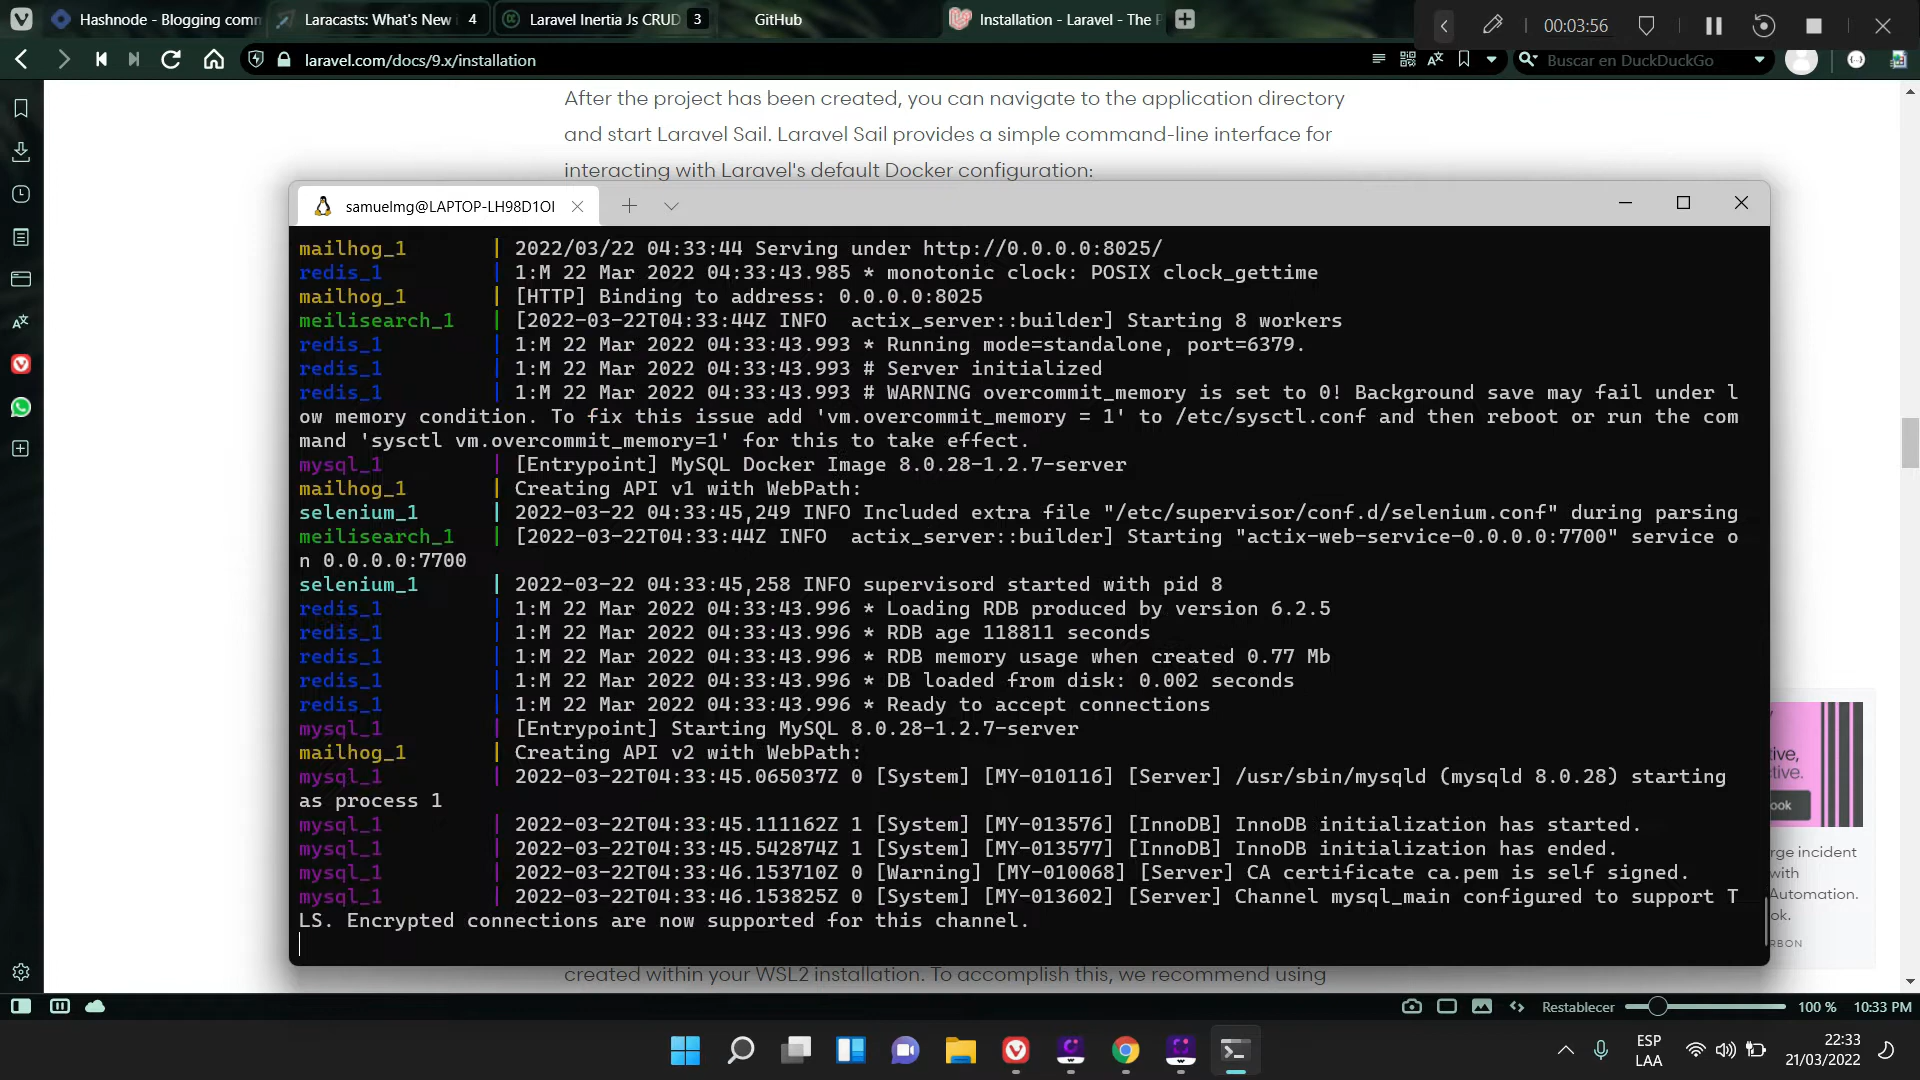 Hashnode - Blogging com
Laracasts: What's New
4
Laravel Inertia Js CRUD
3
GitHub
Installation - Laravel - The
00:03:56
laravel.com/docs/9.x/installation
Buscar en DuckDuckGo
After the project has been created, you can navigate to the application directory
and start Laravel Sail. Laravel Sail provides a simple command-line interface for
interacting with Laravel's default Docker configuration:
samuelmg@LAPTOP-LH98D1OI
mailhog_1 | 2022/03/22 04:33:44 Serving under http://0.0.0.0:8025/
redis_1 | 1:M 22 Mar 2022 04:33:43.985 * monotonic clock: POSIX clock_gettime
mailhog_1 | [HTTP] Binding to address: 0.0.0.0:8025
meilisearch_1 | [2022-03-22T04:33:44Z INFO  actix_server::builder] Starting 8 workers
redis_1 | 1:M 22 Mar 2022 04:33:43.993 * Running mode=standalone, port=6379.
redis_1 | 1:M 22 Mar 2022 04:33:43.993 # Server initialized
redis_1 | 1:M 22 Mar 2022 04:33:43.993 # WARNING overcommit_memory is set to 0! Background save may fail under l
ow memory condition. To fix this issue add 'vm.overcommit_memory = 1' to /etc/sysctl.conf and then reboot or run the com
mand 'sysctl vm.overcommit_memory=1' for this to take effect.
mysql_1 | [Entrypoint] MySQL Docker Image 8.0.28-1.2.7-server
mailhog_1 | Creating API v1 with WebPath:
selenium_1 | 2022-03-22 04:33:45,249 INFO Included extra file "/etc/supervisor/conf.d/selenium.conf" during parsing
meilisearch_1 | [2022-03-22T04:33:44Z INFO  actix_server::builder] Starting "actix-web-service-0.0.0.0:7700" service o
n 0.0.0.0:7700
selenium_1 | 2022-03-22 04:33:45,258 INFO supervisord started with pid 8
redis_1 | 1:M 22 Mar 2022 04:33:43.996 * Loading RDB produced by version 6.2.5
redis_1 | 1:M 22 Mar 2022 04:33:43.996 * RDB age 118811 seconds
redis_1 | 1:M 22 Mar 2022 04:33:43.996 * RDB memory usage when created 0.77 Mb
redis_1 | 1:M 22 Mar 2022 04:33:43.996 * DB loaded from disk: 0.002 seconds
redis_1 | 1:M 22 Mar 2022 04:33:43.996 * Ready to accept connections
mysql_1 | [Entrypoint] Starting MySQL 8.0.28-1.2.7-server
mailhog_1 | Creating API v2 with WebPath:
mysql_1 | 2022-03-22T04:33:45.065037Z 0 [System] [MY-010116] [Server] /usr/sbin/mysqld (mysqld 8.0.28) starting
as process 1
mysql_1 | 2022-03-22T04:33:45.111162Z 1 [System] [MY-013576] [InnoDB] InnoDB initialization has started.
mysql_1 | 2022-03-22T04:33:45.542874Z 1 [System] [MY-013577] [InnoDB] InnoDB initialization has ended.
mysql_1 | 2022-03-22T04:33:46.153710Z 0 [Warning] [MY-010068] [Server] CA certificate ca.pem is self signed.
mysql_1 | 2022-03-22T04:33:46.153825Z 0 [System] [MY-013602] [Server] Channel mysql_main configured to support T
LS. Encrypted connections are now supported for this channel.
ive,
ctive.
ook
rge incident
with
Automation.
ok.
RBON
created within your WSL2 installation. To accomplish this, we recommend using
Restablecer
100 %
10:33 PM
ESP
LAA
22:33
21/03/2022